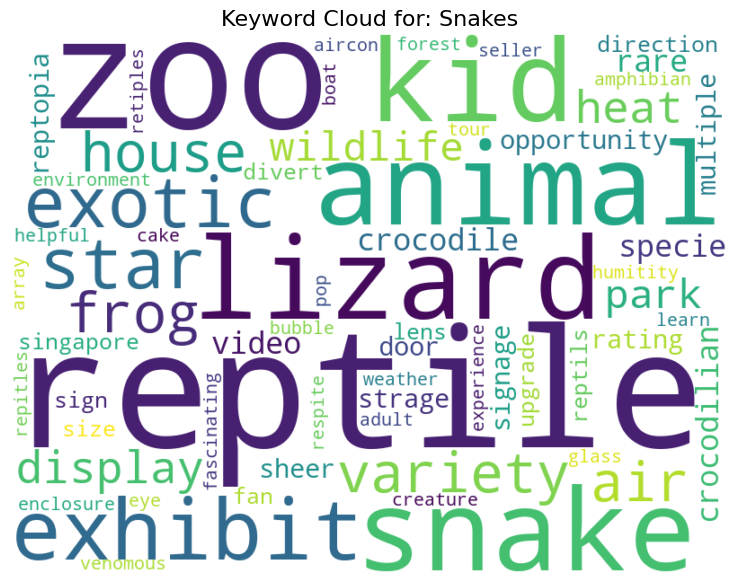 Keyword Cloud for: Snakes
zoo
kid
aircon
forest
seller
direction
rare
amphibian
boat
retiples
reptopia
heat
multiple
tour
opportunity
house
wildlife
divert
environment
exotic
animal
helpful
cake
crocodile
specie
star
lizard
humitity
array
pop
park
frog
learn
bubble
lens
singapore
video
door
experience
signage
upgrade
reptils
rating
crocodilian
reptile
repitles
sign
weather
strage
adult
size
fascinating
respite
display
sheer
variety
glass
air
enclosure
eye
fan
creature
exhibit
snake
venomous